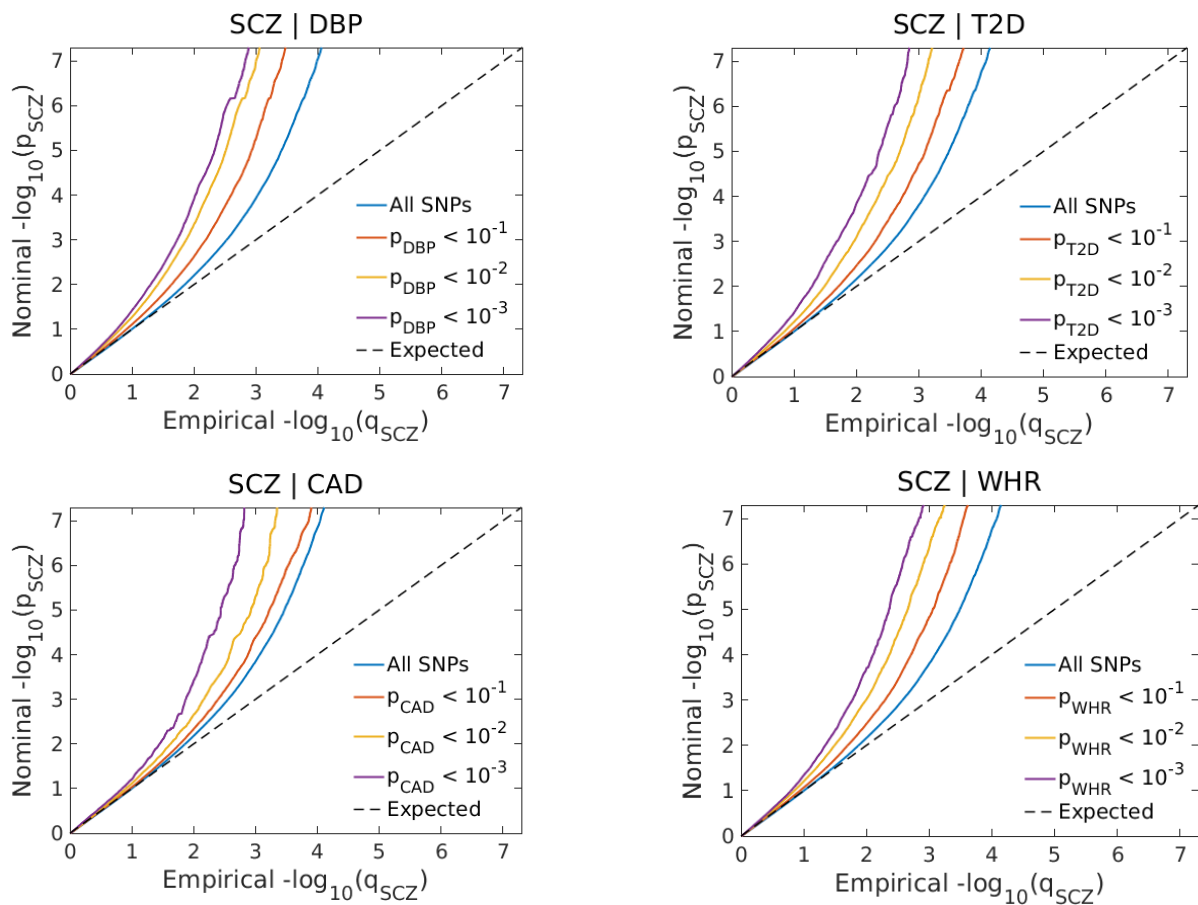 SCZ | DBP
Nominal -log10(pSCZ)
7
6
5
4
3
2
1
0
All SNPs
pDBP < 10-1
pDBP < 10-2
pDBP < 10-3
Expected
0 1 2 3 4 5 6 7
Empirical -log10(qSCZ)
SCZ | T2D
Nominal -log10(pSCZ)
7
6
5
4
3
2
1
0
All SNPs
pT2D < 10-1
pT2D < 10-2
pT2D < 10-3
Expected
0 1 2 3 4 5 6 7
Empirical -log10(qSCZ)
SCZ | CAD
Nominal -log10(pSCZ)
7
6
5
4
3
2
1
0
All SNPs
pCAD < 10-1
pCAD < 10-2
pCAD < 10-3
Expected
0 1 2 3 4 5 6 7
Empirical -log10(qSCZ)
SCZ | WHR
Nominal -log10(pSCZ)
7
6
5
4
3
2
1
0
All SNPs
pWHR < 10-1
pWHR < 10-2
pWHR < 10-3
Expected
0 1 2 3 4 5 6 7
Empirical -log10(qSCZ)